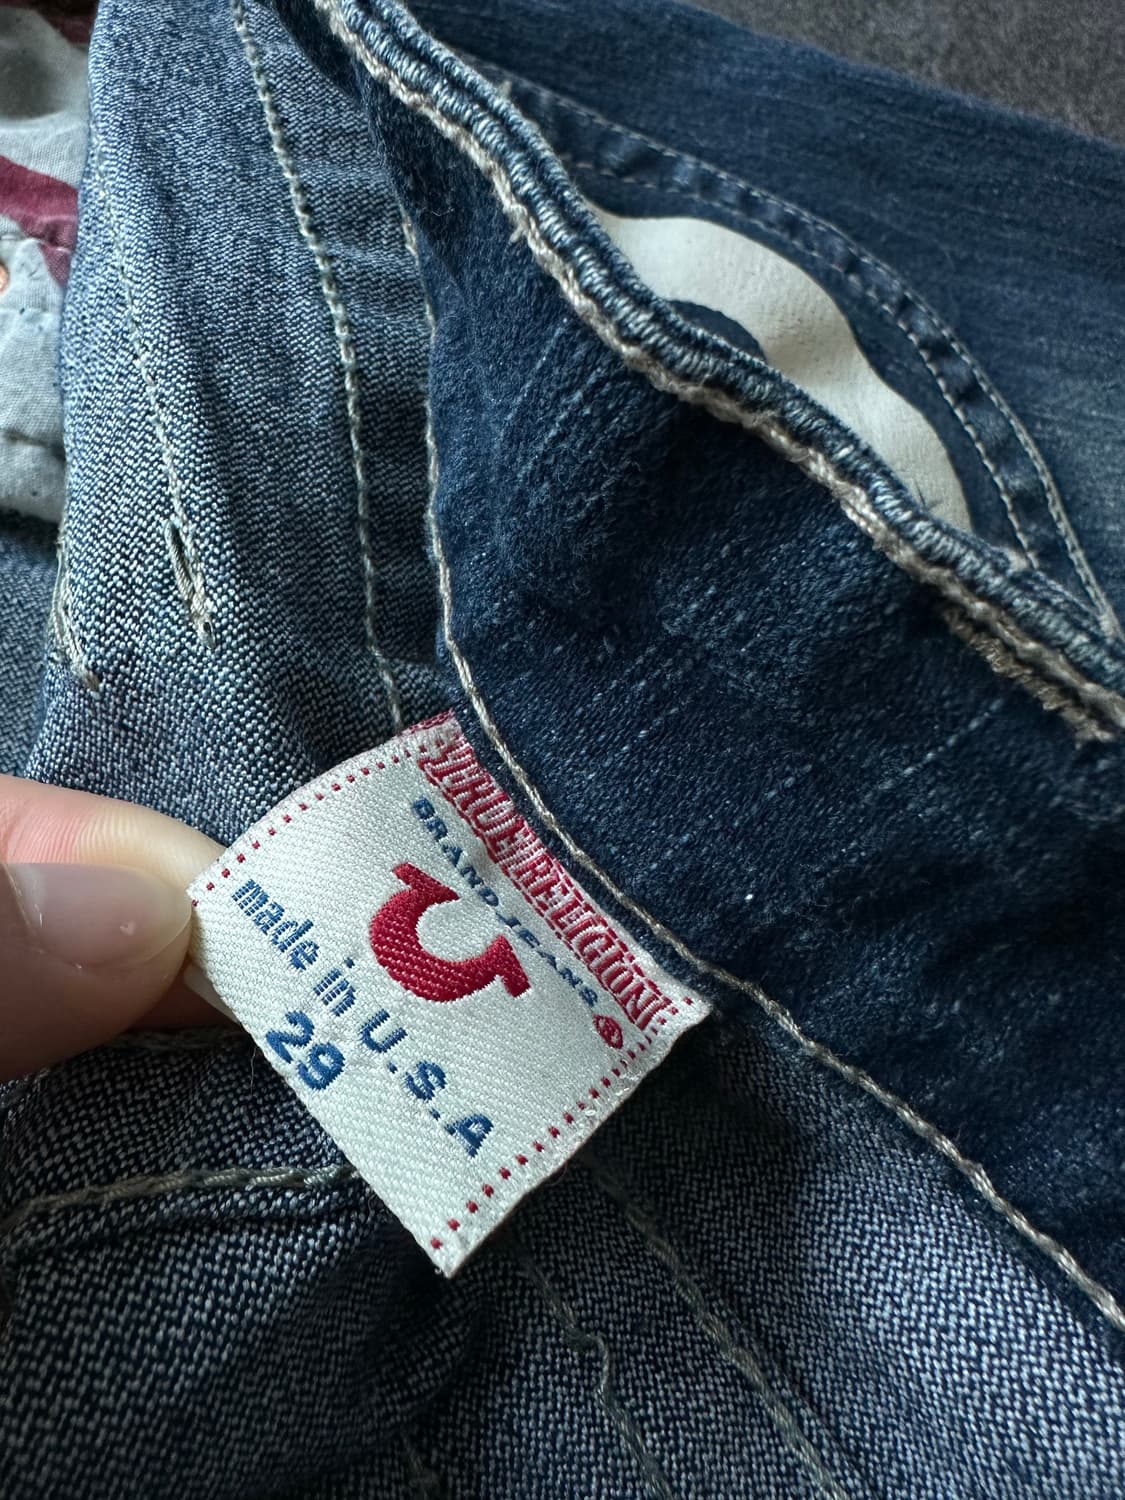 TRUE RELIGION
BRAND JEANS ®
made in U.S.A
29